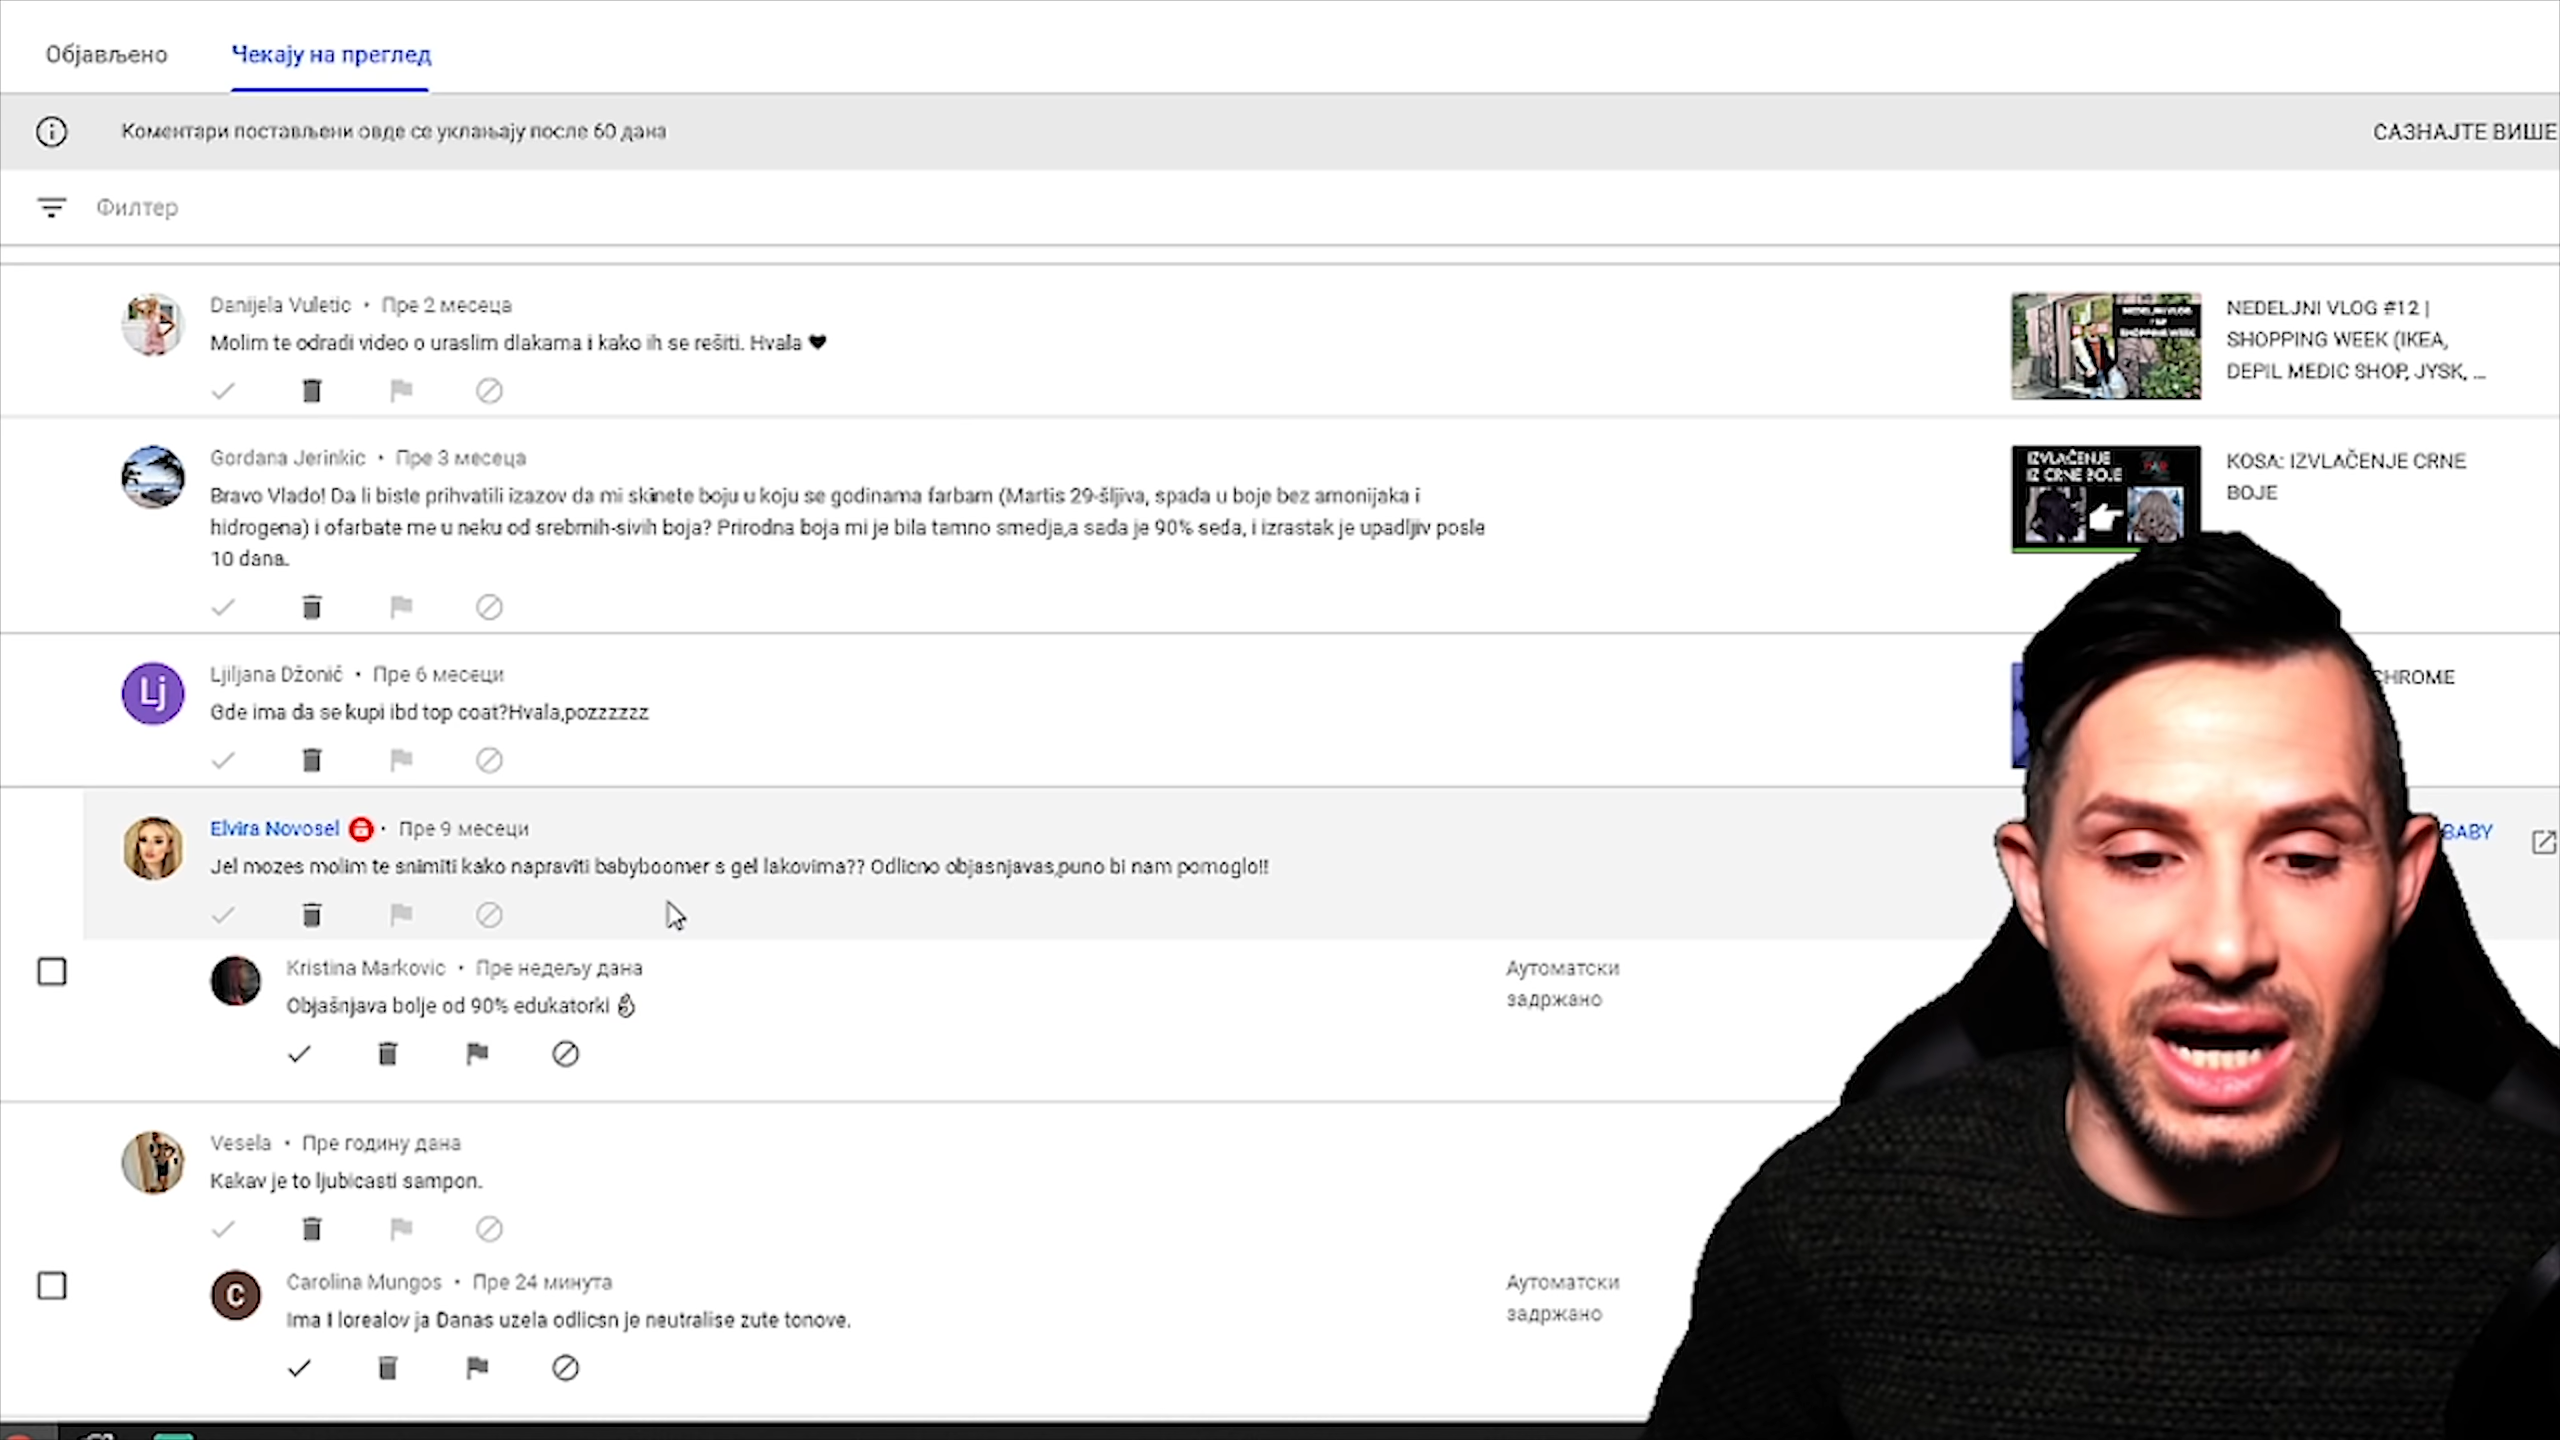 Објављено
Чекају на преглед
Коментари постављени овде се уклањају после 60 дана
САЗНАЈТЕ ВИШЕ
Филтер
Danijela Vuletic • Пре 2 месеца
Molim te odradi video o uraslim dlakama i kako ih se rešiti. Hvala ♥
NEDELJNI VLOG #12 |
SHOPPING WEEK (IKEA,
DEPIL MEDIC SHOP, JYSK, ...
Gordana Jerinkic • Пре 3 месеца
Bravo Vlado! Da li biste prihvatili izazov da mi skinete boju u koju se godinama farbam (Martis 29-šljiva, spada u boje bez amonijaka i
hidrogena) i ofarbate me u neku od srebrnih-sivih boja? Prirodna boja mi je bila tamno smedja,a sada je 90% seda, i izrastak je upadljiv posle
10 dana.
IZVLAČENJE
IZ CRNE BOJE
KOSA: IZVLAČENJE CRNE
BOJE
Lj
Ljiljana Džonič • Пре 6 месеци
Gde ima da se kupi ibd top coat?Hvala,pozzzzzz
CHROME
Elvira Novosel • Пре 9 месеци
Jel mozes molim te snimiti kako napraviti babyboomer s gel lakovima?? Odlicno objasnjavas,puno bi nam pomoglo!!
BABY
Kristina Markovic • Пре недељу дана
Objašnjava bolje od 90% edukatorki 👌
Аутоматски
задржано
Vesela • Пре годину дана
Kakav je to ljubicasti sampon.
C
Carolina Mungos • Пре 24 минута
Ima I lorealov ja Danas uzela odlicsn je neutralise zute tonove.
Аутоматски
задржано